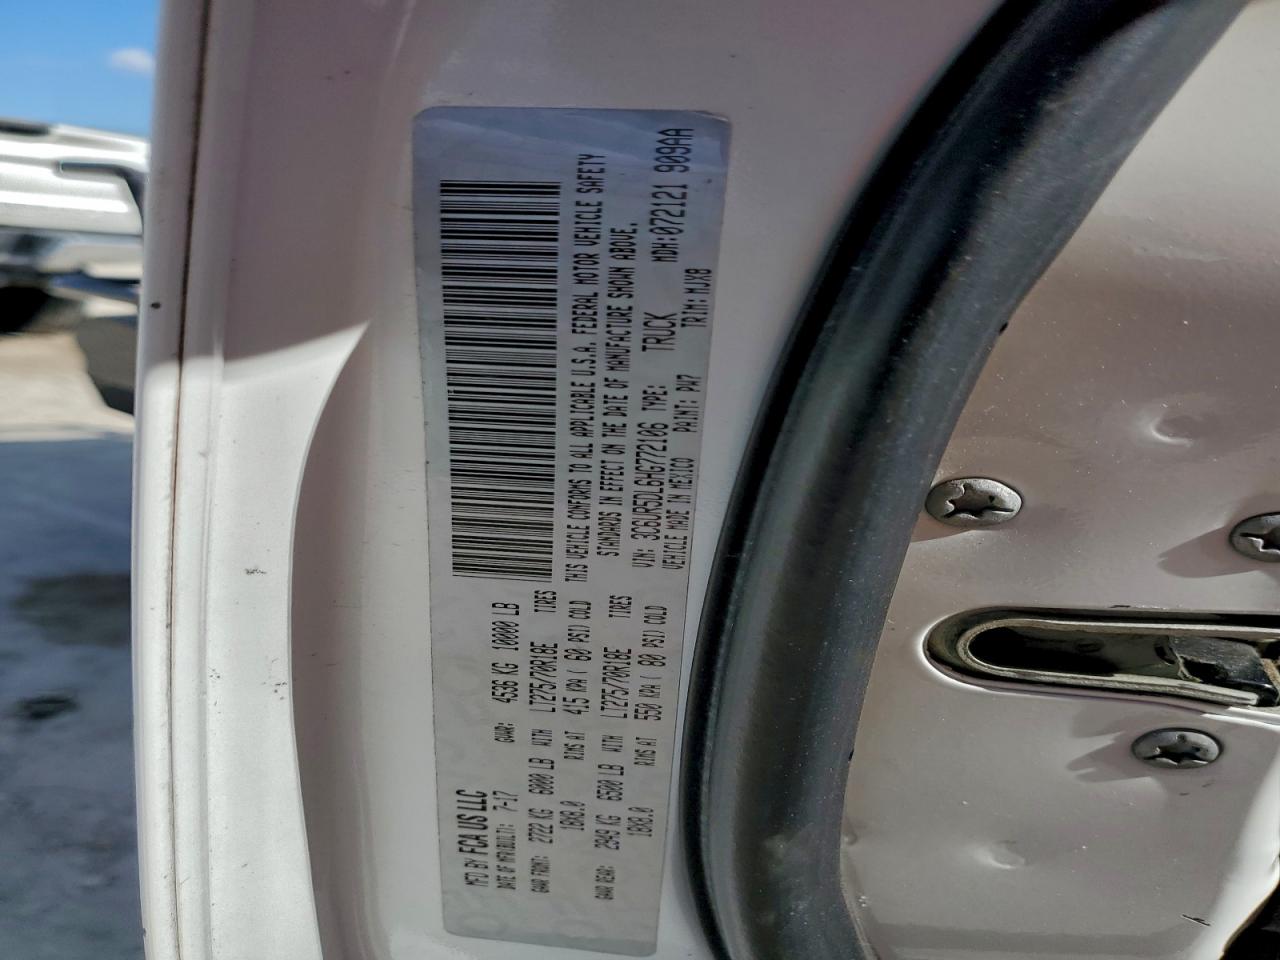 MFD BY FCA US LLC
DATE OF MFR(BUILT): 7-17 GVWR: 4536 KG 10000 LB
GAWR FRONT: 2722 KG 6000 LB WITH LT275/70R18E TIRES
18X8.0 RIMS AT 415 KPA ( 60 PSI) COLD
GAWR REAR: 2949 KG 6500 LB WITH LT275/70R18E TIRES
18X8.0 RIMS AT 550 KPA ( 80 PSI) COLD
THIS VEHICLE CONFORMS TO ALL APPLICABLE U.S.A. FEDERAL MOTOR VEHICLE SAFETY
STANDARDS IN EFFECT ON THE DATE OF MANUFACTURE SHOWN ABOVE.
VIN: 3C6UR5DL6HG772106 TYPE: TRUCK MDH:072121 909AA
VEHICLE MADE IN MEXICO PAINT: PW7 TRIM: MJX8